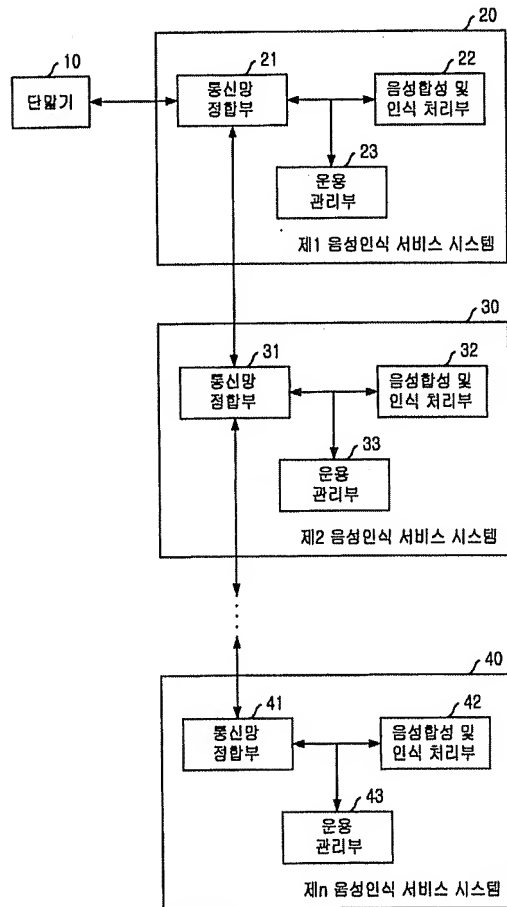 20
10
단말기
21
통신망
정합부
22
음성합성 및
인식 처리부
23
운용
관리부
제1 음성인식 서비스 시스템
30
31
통신망
정합부
32
음성합성 및
인식 처리부
33
운용
관리부
제2 음성인식 서비스 시스템
40
41
통신망
정합부
42
음성합성 및
인식 처리부
43
운용
관리부
제n 음성인식 서비스 시스템